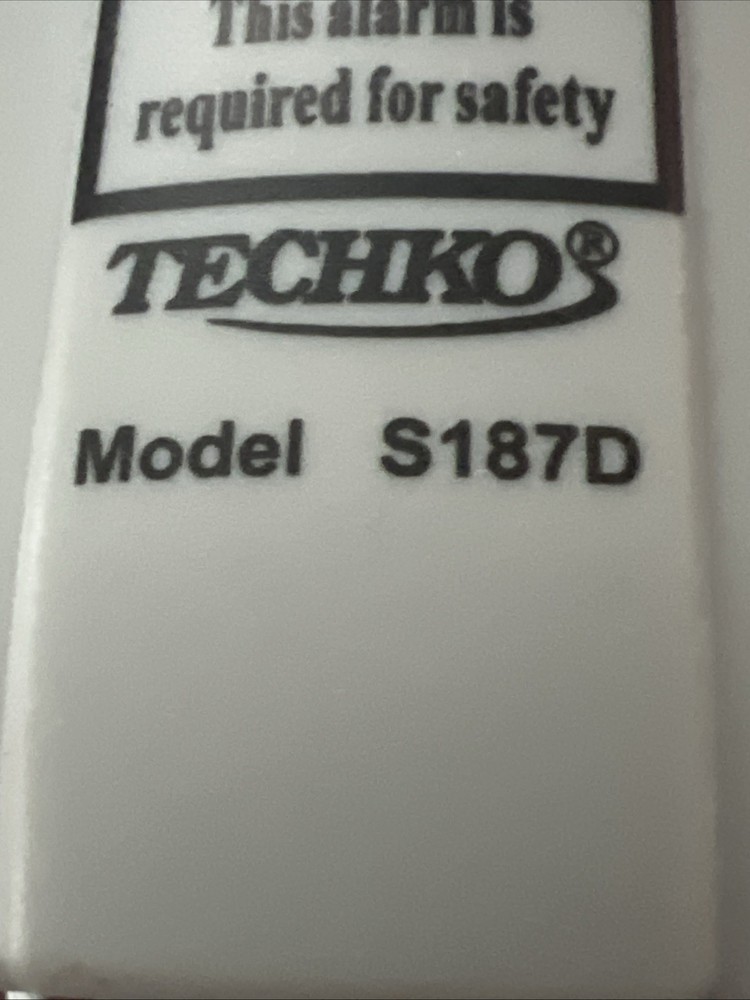 This alarm is
required for safety
TECHKO®
Model S187D